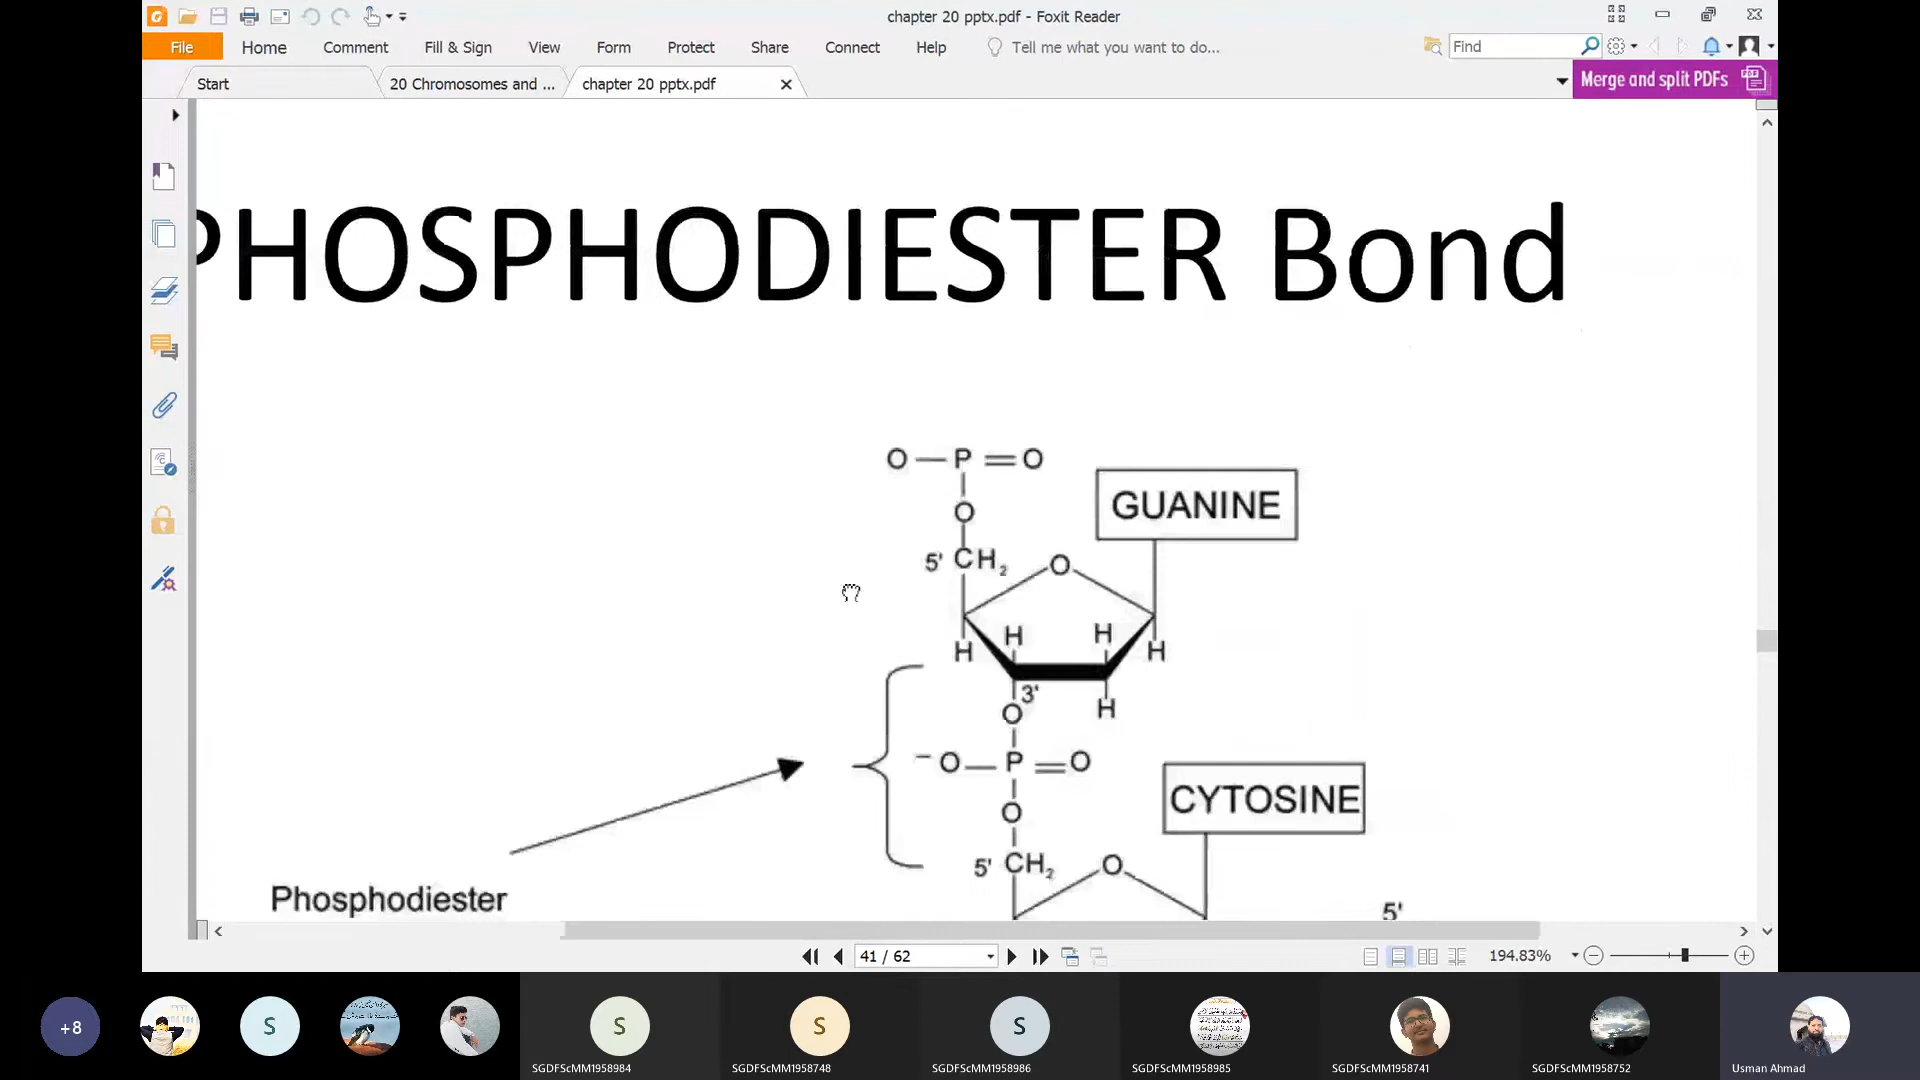 chapter 20 pptx.pdf - Foxit Reader
File Home Comment Fill & Sign View Form Protect Share Connect Help Tell me what you want to do... Find
Start 20 Chromosomes and ... chapter 20 pptx.pdf Merge and split PDFs
PHOSPHODIESTER Bond
O — P = O
GUANINE
O
5' CH2 O
H H H H
3'
O H
– O — P = O
CYTOSINE
O
5' CH2 O
Phosphodiester
5'
41 / 62 194.83%
+8 S S S S
SGDFScMM1958984 SGDFScMM1958748 SGDFScMM1958986 SGDFScMM1958985 SGDFScMM1958741 SGDFScMM1958752 Usman Ahmad